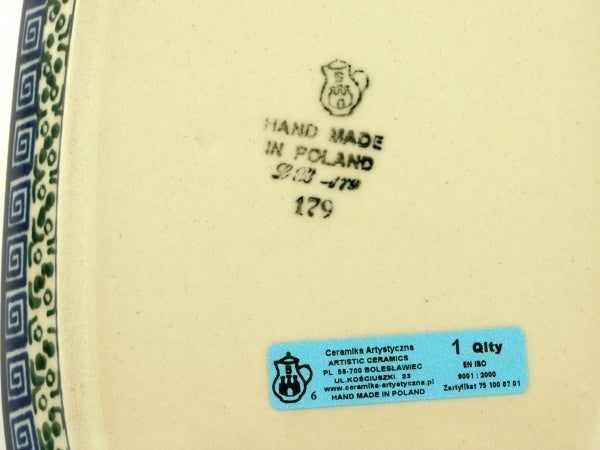 B
HAND MADE
IN POLAND
179
Ceramika Artystyczna
ARTISTIC CERAMICS
PL 59-700 BOLESŁAWIEC
UL.KOŚCIUSZKI 23
www.ceramika-artystyczna.pl
HAND MADE IN POLAND
6
1 Qlty
EN ISO
9001 : 2000
Zertyfikat 75 100 67 01